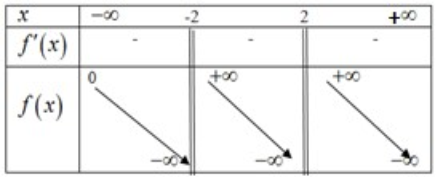 x −∞ -2 2 +∞
f′(x) - - -
0 +∞ +∞
f(x)
−∞ −∞ −∞